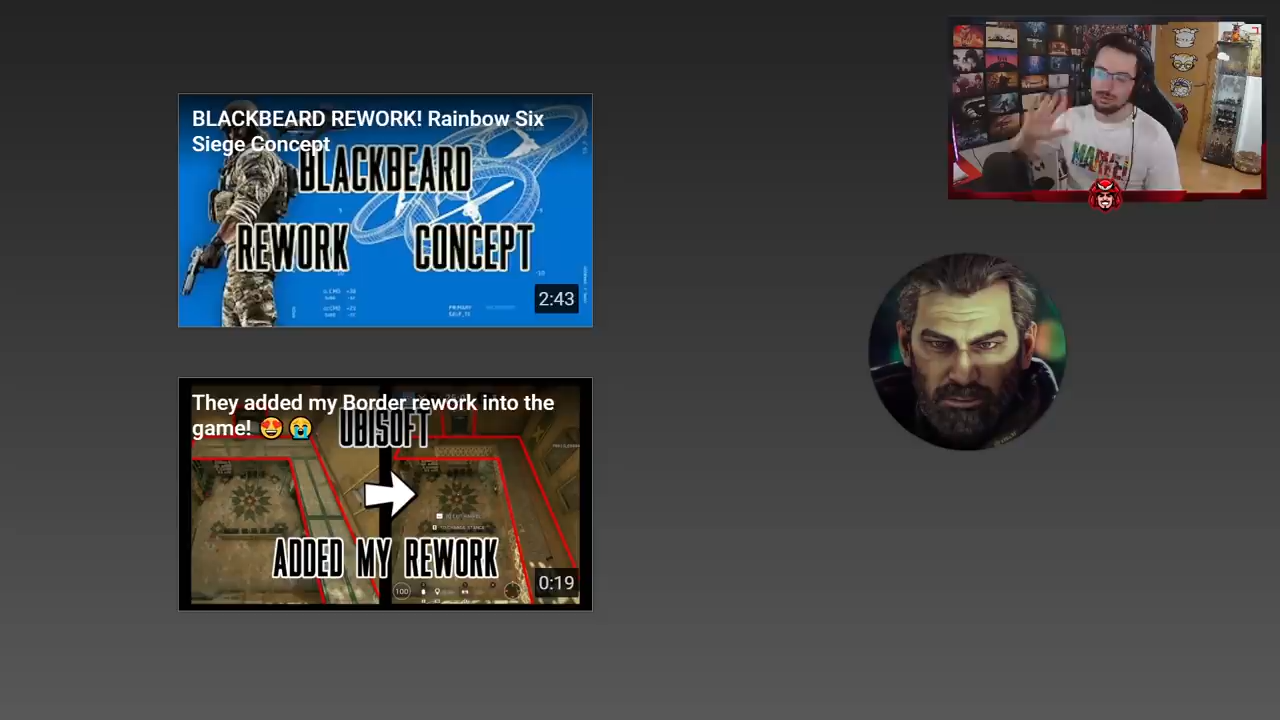 BLACKBEARD REWORK! Rainbow Six
Siege Concept
BLACKBEARD
REWORK CONCEPT
2:43
They added my Border rework into the
game! 😍 😭
UBISOFT
ADDED MY REWORK
100
0:19